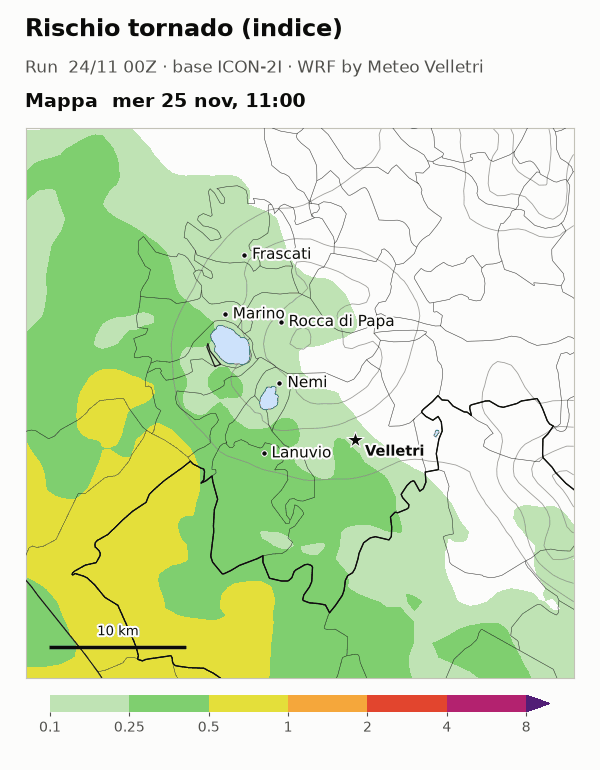 Rischio tornado (indice)
Run  24/11 00Z · base ICON-2I · WRF by Meteo Velletri
Mappa  mer 25 nov, 11:00
Frascati
Marino
Rocca di Papa
Nemi
Velletri
Lanuvio
10 km
0.1 0.25 0.5 1 2 4 8